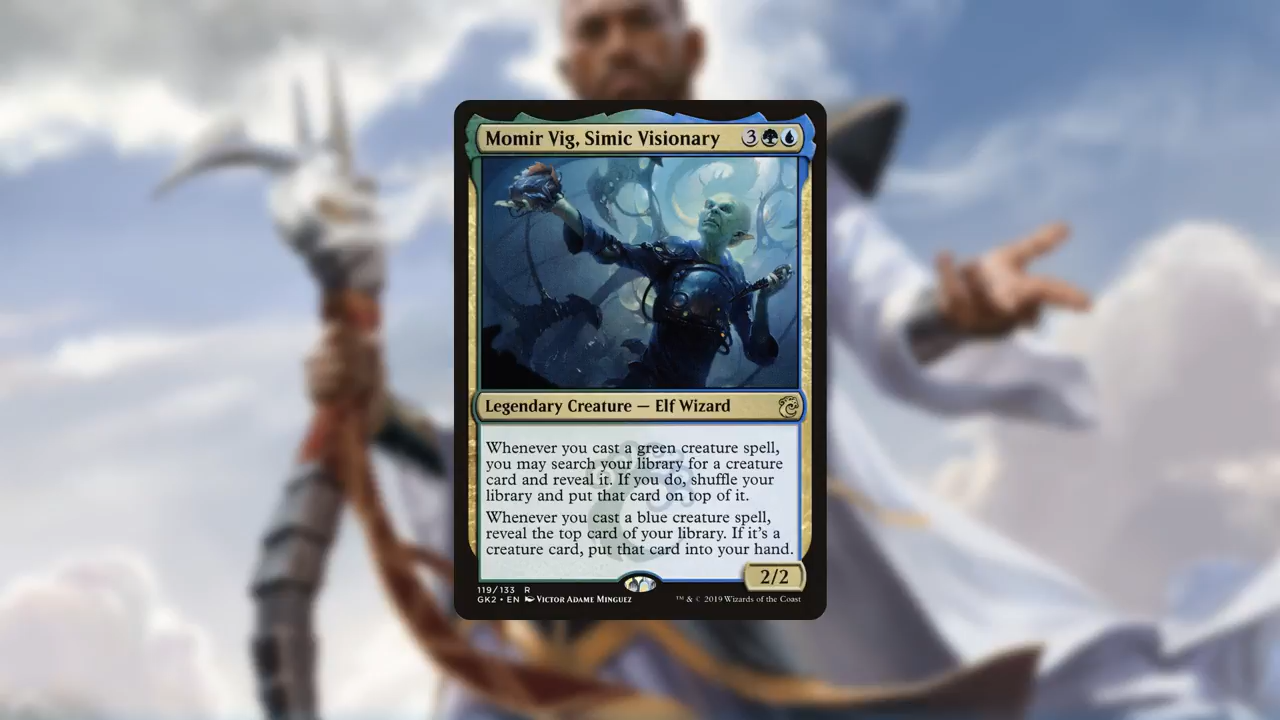 Momir Vig, Simic Visionary 3
Legendary Creature — Elf Wizard
Whenever you cast a green creature spell,
you may search your library for a creature
card and reveal it. If you do, shuffle your
library and put that card on top of it.
Whenever you cast a blue creature spell,
reveal the top card of your library. If it's a
creature card, put that card into your hand.
2/2
119/133 R
GK2 • EN Victor Adame Minguez ™ & © 2019 Wizards of the Coast